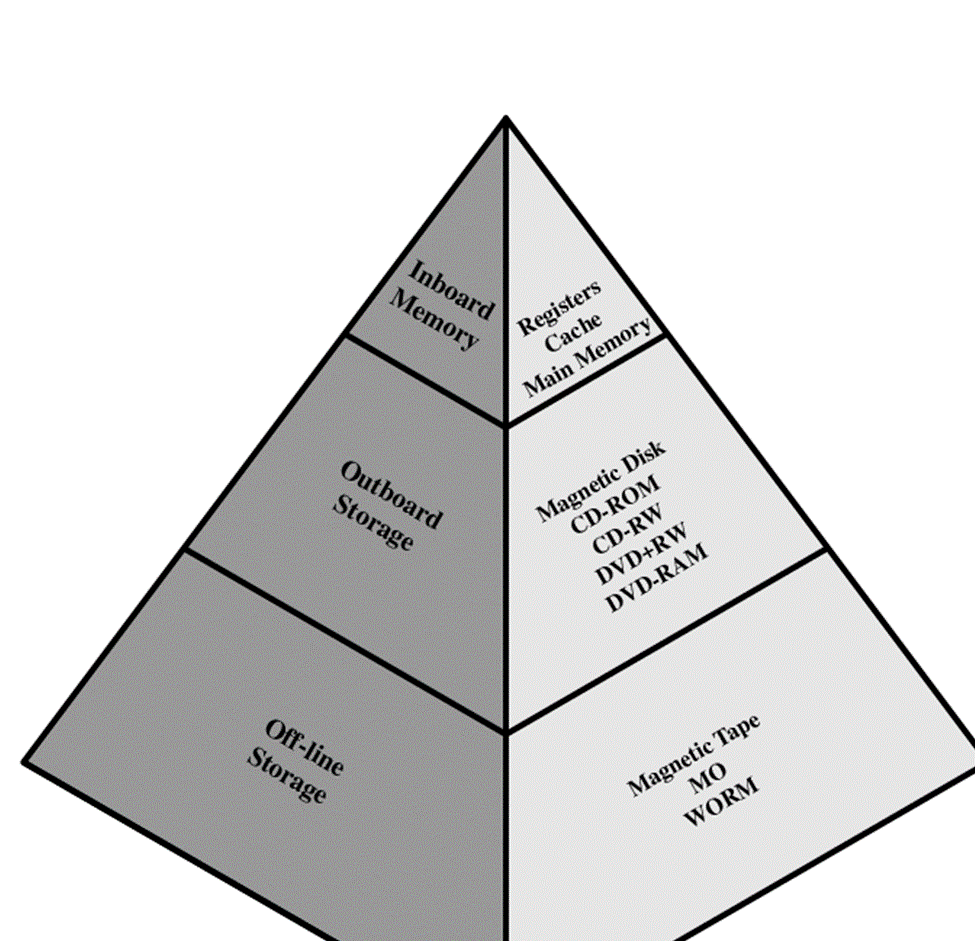 Inboard
Memory
Registers
Cache
Main Memory
Outboard
Storage
Magnetic Disk
CD-ROM
CD-RW
DVD+RW
DVD-RAM
Off-line
Storage
Magnetic Tape
MO
WORM